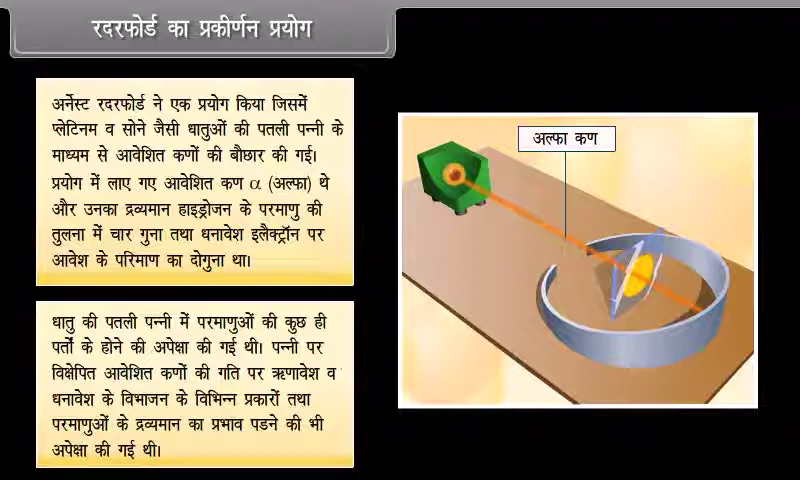 रदरफोर्ड का प्रकीर्णन प्रयोग
अर्नेस्ट रदरफोर्ड ने एक प्रयोग किया जिसमें
प्लेटिनम व सोने जैसी धातुओं की पतली पन्नी के
माध्यम से आवेशित कणों की बौछार की गई।
प्रयोग में लाए गए आवेशित कण α (अल्फा) थे
और उनका द्रव्यमान हाइड्रोजन के परमाणु की
तुलना में चार गुना तथा धनावेश इलैक्ट्रॉन पर
आवेश के परिमाण का दोगुना था।
धातु की पतली पन्नी में परमाणुओं की कुछ ही
पर्तों के होने की अपेक्षा की गई थी। पन्नी पर
विक्षेपित आवेशित कणों की गति पर ऋणावेश व
धनावेश के विभाजन के विभिन्न प्रकारों तथा
परमाणुओं के द्रव्यमान का प्रभाव पडने की भी
अपेक्षा की गई थी।
अल्फा कण